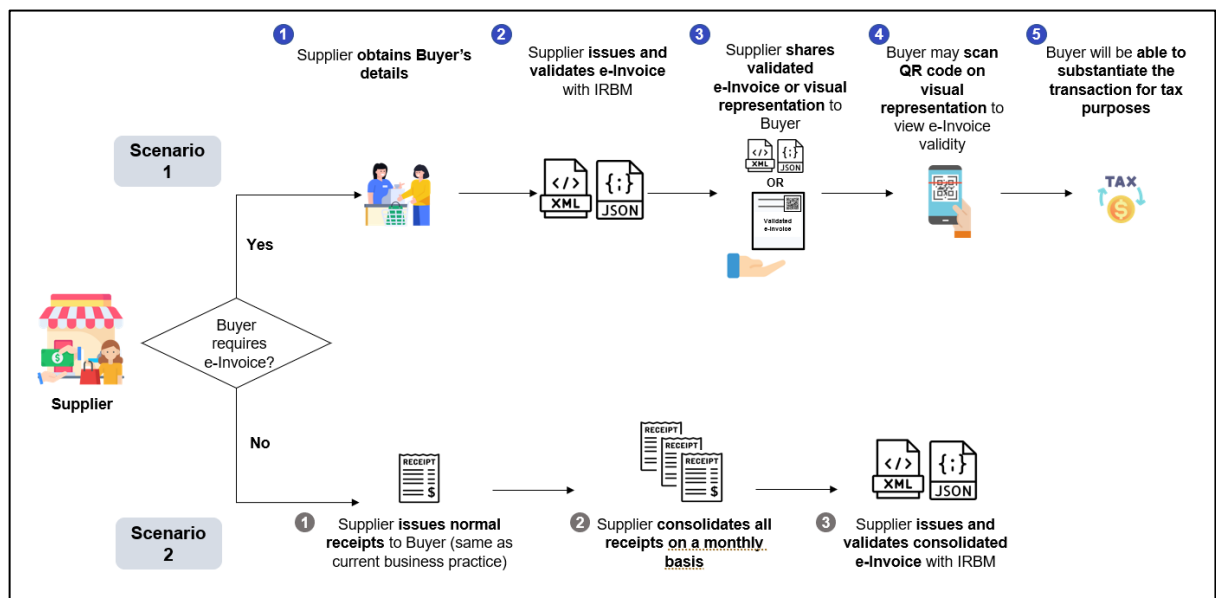 1
Supplier obtains Buyer's
details
2
Supplier issues and
validates e-Invoice
with IRBM
3
Supplier shares
validated
e-Invoice or visual
representation to
Buyer
4
Buyer may scan
QR code on
visual
representation to
view e-Invoice
validity
5
Buyer will be able to
substantiate the
transaction for tax
purposes
Scenario
1
</>
XML
{;}
JSON
</>
XML
{;}
JSON
OR
Validated
e-Invoice
TAX
$
Yes
$
Supplier
Buyer
requires
e-Invoice?
No
Scenario
2
RECEIPT
$
1
Supplier issues normal
receipts to Buyer (same as
current business practice)
RECEIPT
RECEIPT
RECEIPT
$
2
Supplier consolidates all
receipts on a monthly
basis
</>
XML
{;}
JSON
3
Supplier issues and
validates consolidated
e-Invoice with IRBM